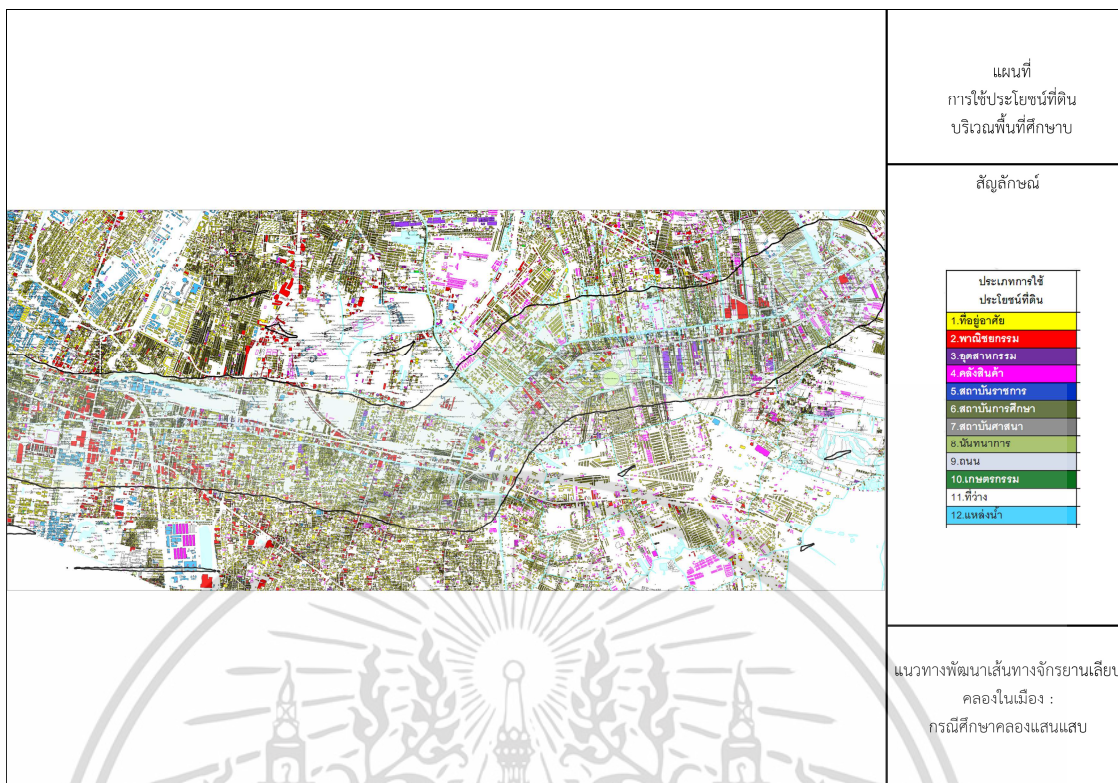 แผนที่
การใช้ประโยชน์ที่ดิน
บริเวณพื้นที่ศึกษาบ
สัญลักษณ์
ประเภทการใช้
ประโยชน์ที่ดิน
1.ที่อยู่อาศัย
2.พาณิชยกรรม
3.อุตสาหกรรม
4.คลังสินค้า
5.สถาบันราชการ
6.สถาบันการศึกษา
7.สถาบันศาสนา
8.นันทนาการ
9.ถนน
10.เกษตรกรรม
11.ที่ว่าง
12.แหล่งน้ำ
แนวทางพัฒนาเส้นทางจักรยานเลียบ
คลองในเมือง :
กรณีศึกษาคลองแสนแสบ